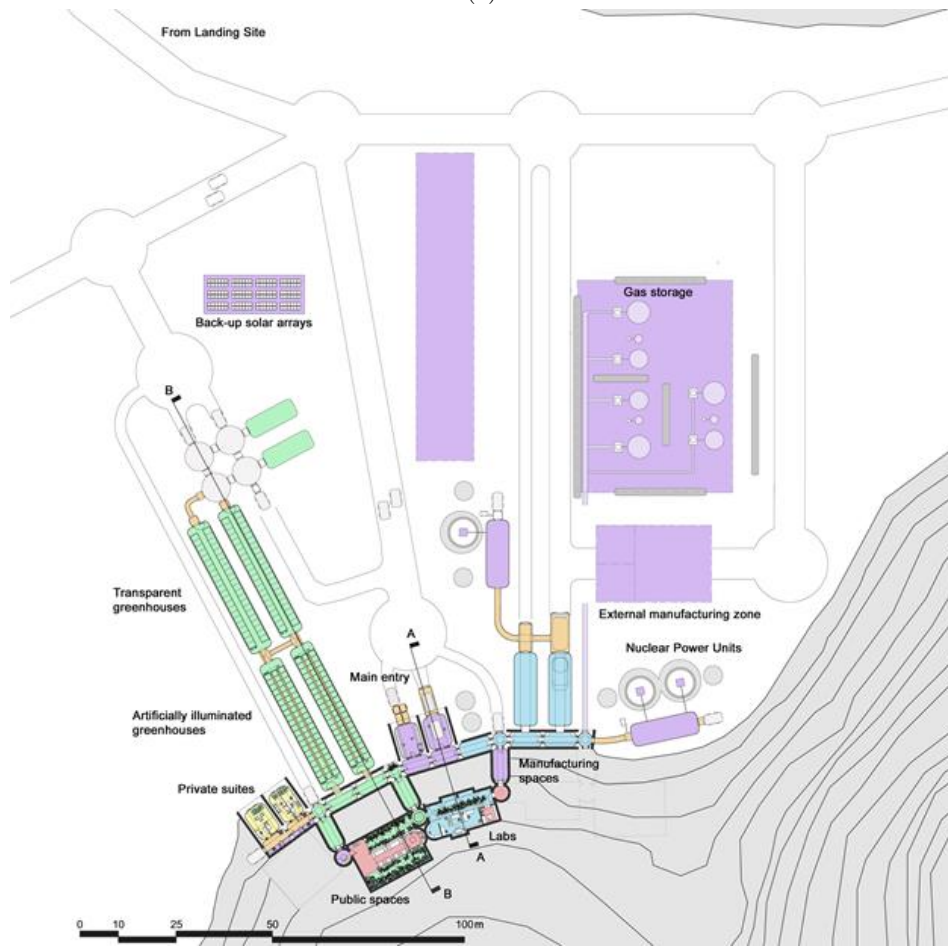 From Landing Site
Gas storage
Back-up solar arrays
B
Transparent
greenhouses
External manufacturing zone
A
Nuclear Power Units
Main entry
Artificially illuminated
greenhouses
Manufacturing
spaces
Private suites
Labs
A
Public spaces
B
0 10 25 50 100m